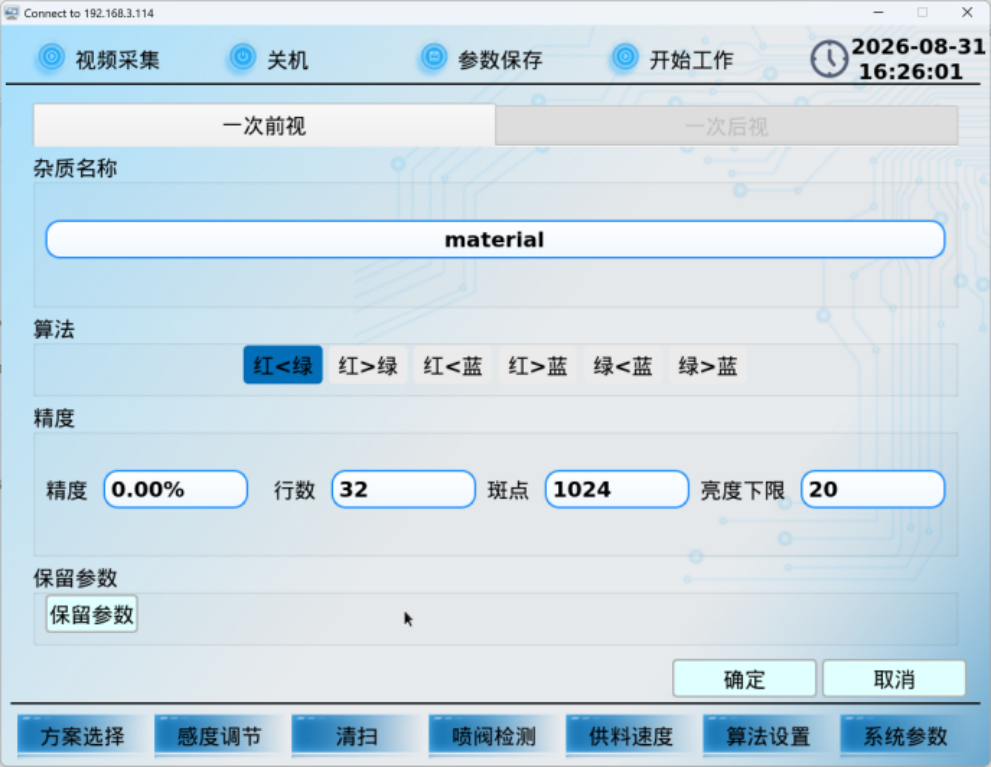 Connect to 192.168.3.114
视频采集 关机 参数保存 开始工作 2026-08-31
16:26:01
一次前视 一次后视
杂质名称
material
算法
红<绿 红>绿 红<蓝 红>蓝 绿<蓝 绿>蓝
精度
精度 0.00% 行数 32 斑点 1024 亮度下限 20
保留参数
保留参数
确定 取消
方案选择 感度调节 清扫 喷阀检测 供料速度 算法设置 系统参数